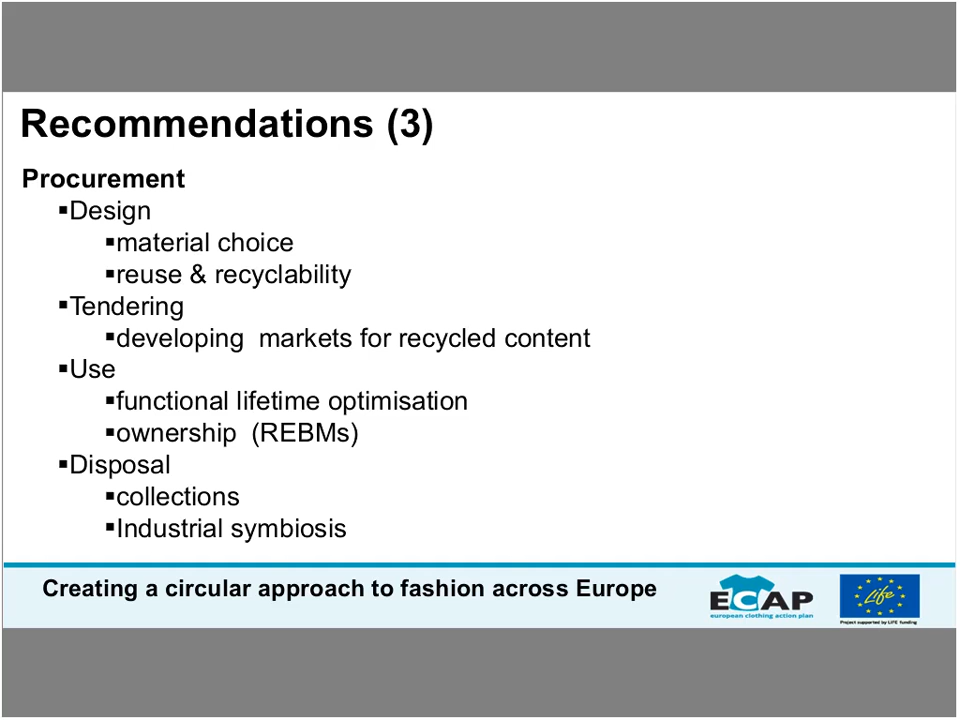 Recommendations (3)
Procurement
▪Design
▪material choice
▪reuse & recyclability
▪Tendering
▪developing  markets for recycled content
▪Use
▪functional lifetime optimisation
▪ownership  (REBMs)
▪Disposal
▪collections
▪Industrial symbiosis
Creating a circular approach to fashion across Europe
ECAP
european clothing action plan
Life
Project supported by LIFE funding